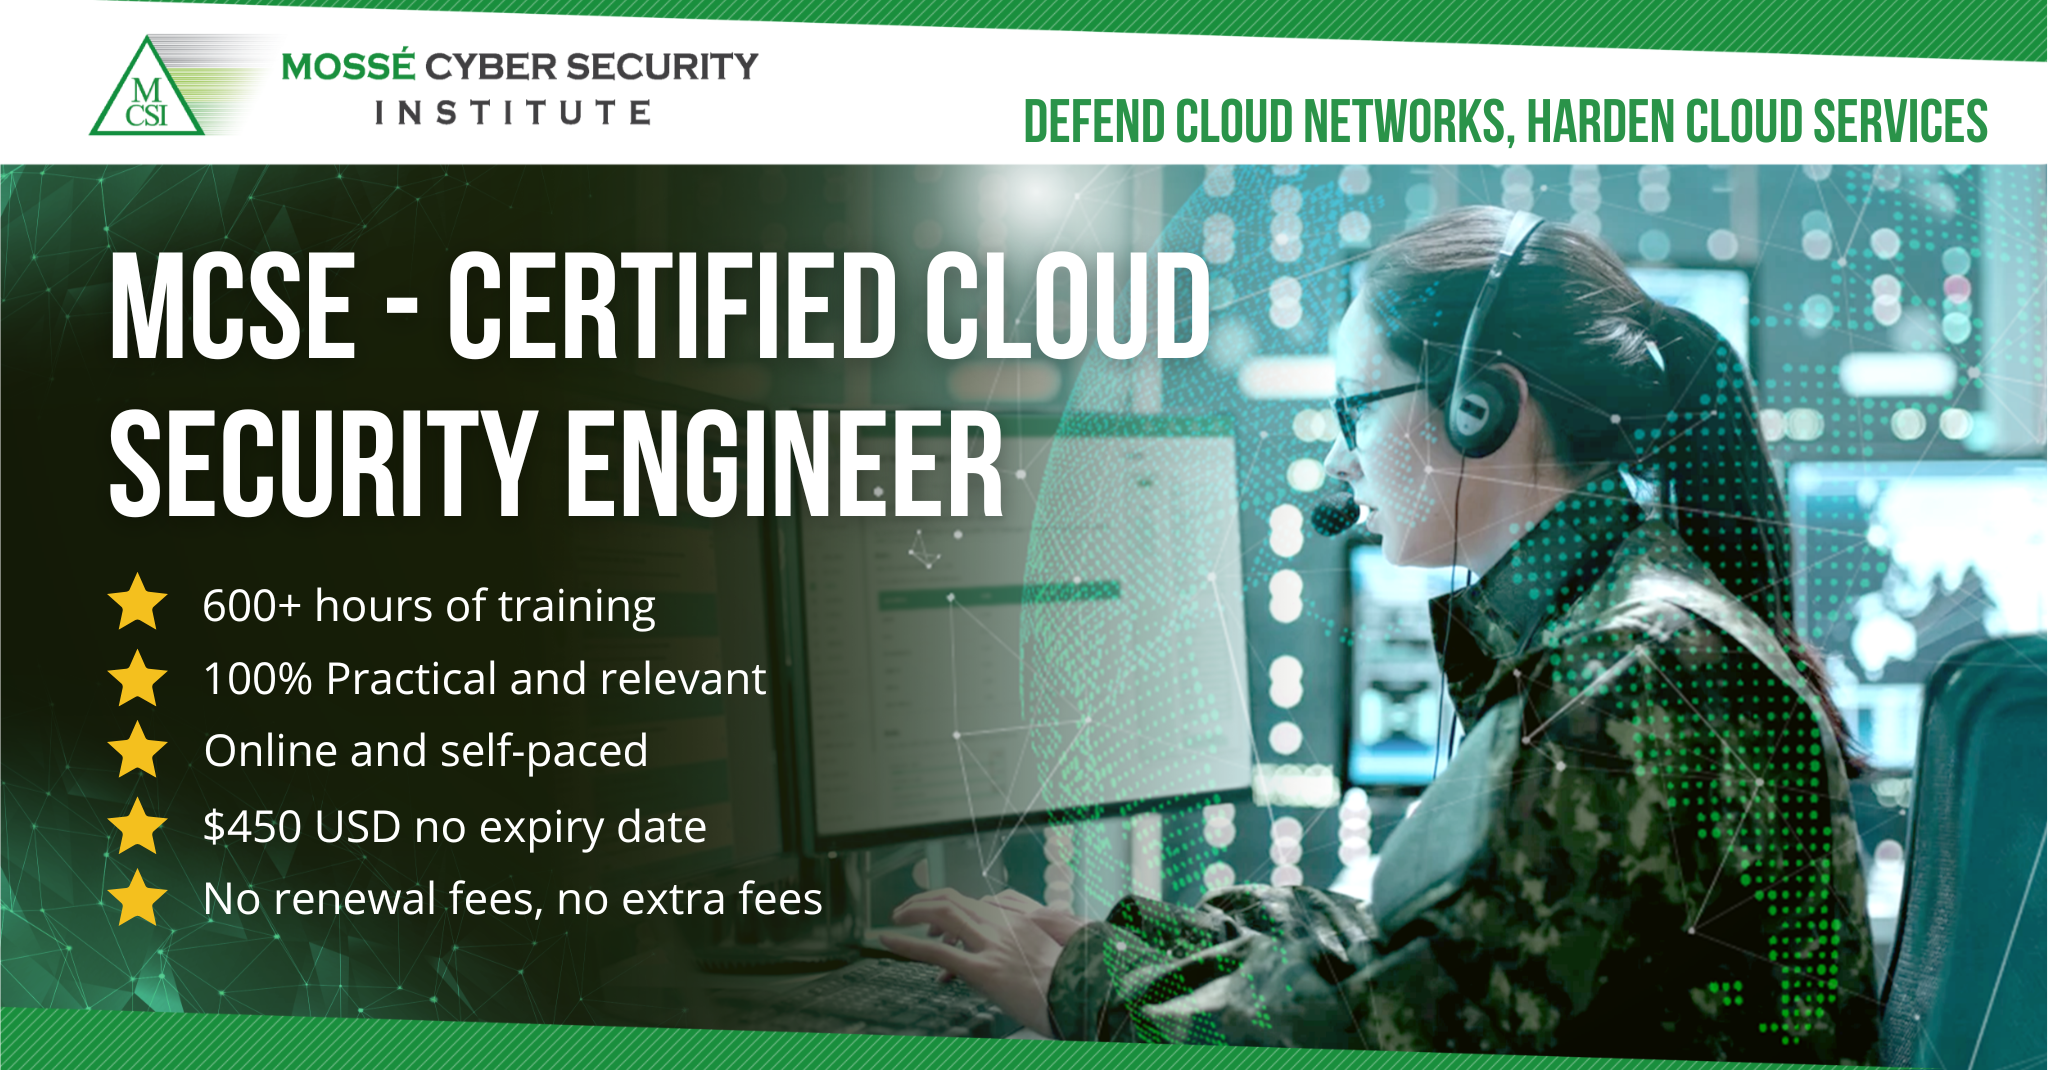 M
CSI
MOSSÉ CYBER SECURITY
INSTITUTE
DEFEND CLOUD NETWORKS, HARDEN CLOUD SERVICES
MCSE - CERTIFIED CLOUD
SECURITY ENGINEER
600+ hours of training
100% Practical and relevant
Online and self-paced
$450 USD no expiry date
No renewal fees, no extra fees